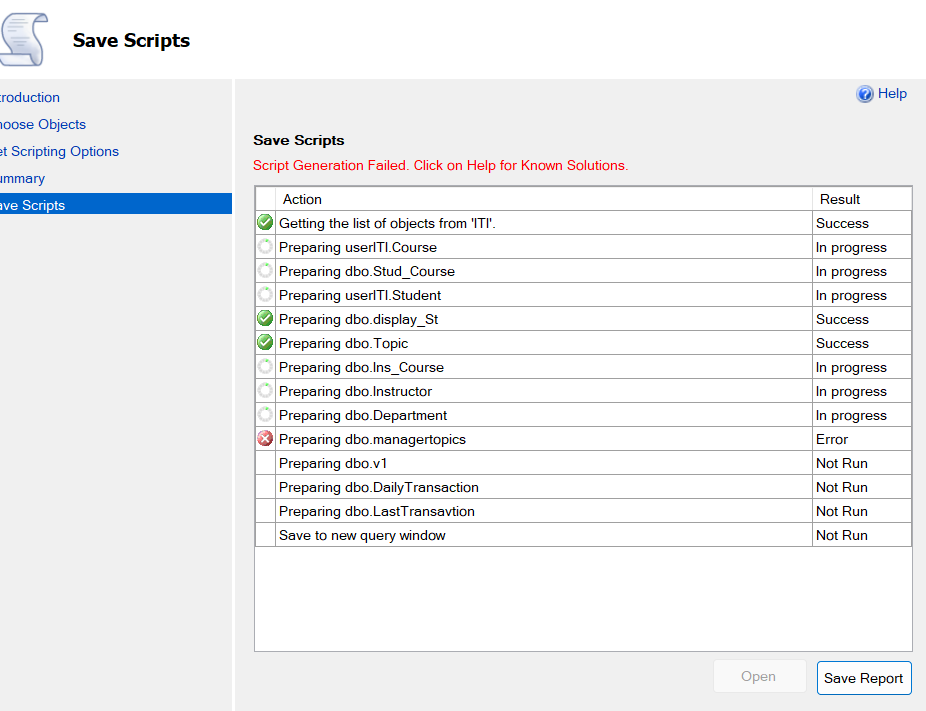 Save Scripts
troduction
hoose Objects
et Scripting Options
ummary
ave Scripts
Help
Save Scripts
Script Generation Failed. Click on Help for Known Solutions.
Action Result
Getting the list of objects from 'ITI'. Success
Preparing userITI.Course In progress
Preparing dbo.Stud_Course In progress
Preparing userITI.Student In progress
Preparing dbo.display_St Success
Preparing dbo.Topic Success
Preparing dbo.Ins_Course In progress
Preparing dbo.Instructor In progress
Preparing dbo.Department In progress
Preparing dbo.managertopics Error
Preparing dbo.v1 Not Run
Preparing dbo.DailyTransaction Not Run
Preparing dbo.LastTransavtion Not Run
Save to new query window Not Run
Open Save Report